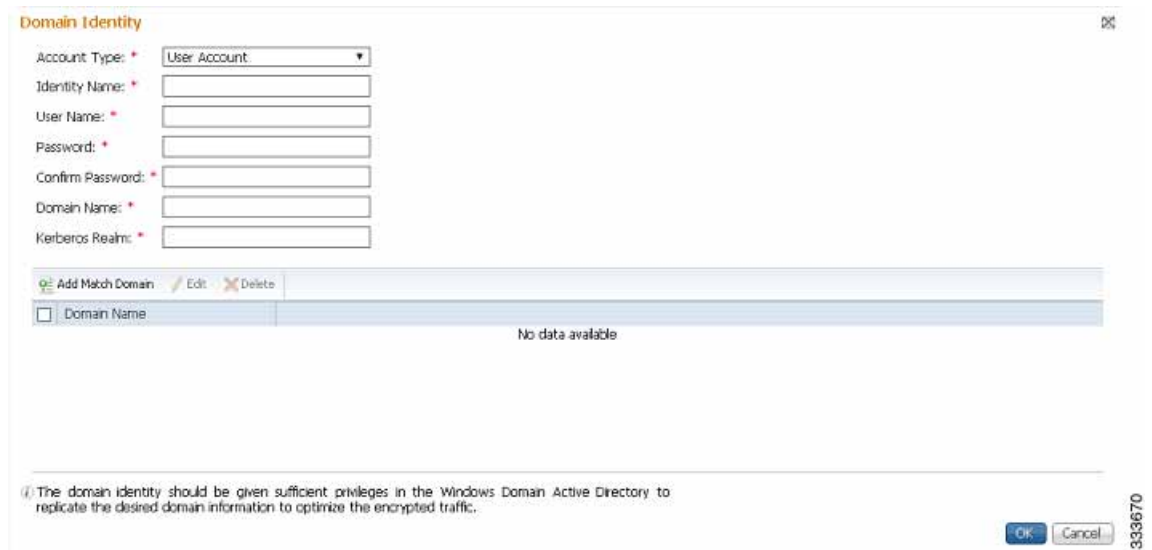 Domain Identity
Account Type: * User Account
Identity Name: *
User Name: *
Password: *
Confirm Password: *
Domain Name: *
Kerberos Realm: *
Add Match Domain Edit Delete
Domain Name
No data available
The domain identity should be given sufficient privileges in the Windows Domain Active Directory to
replicate the desired domain information to optimize the encrypted traffic.
OK Cancel
333670